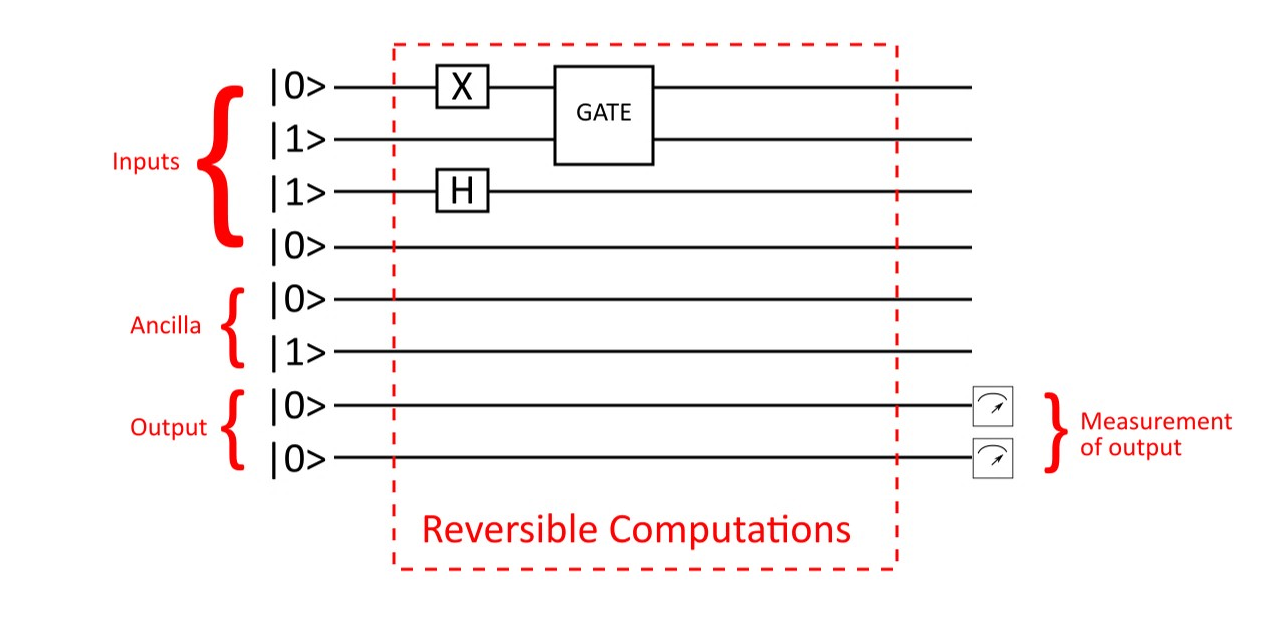 |0>
X
GATE
|1>
Inputs
|1>
H
|0>
|0>
Ancilla
|1>
|0>
Output
|0>
Measurement
of output
Reversible Computations